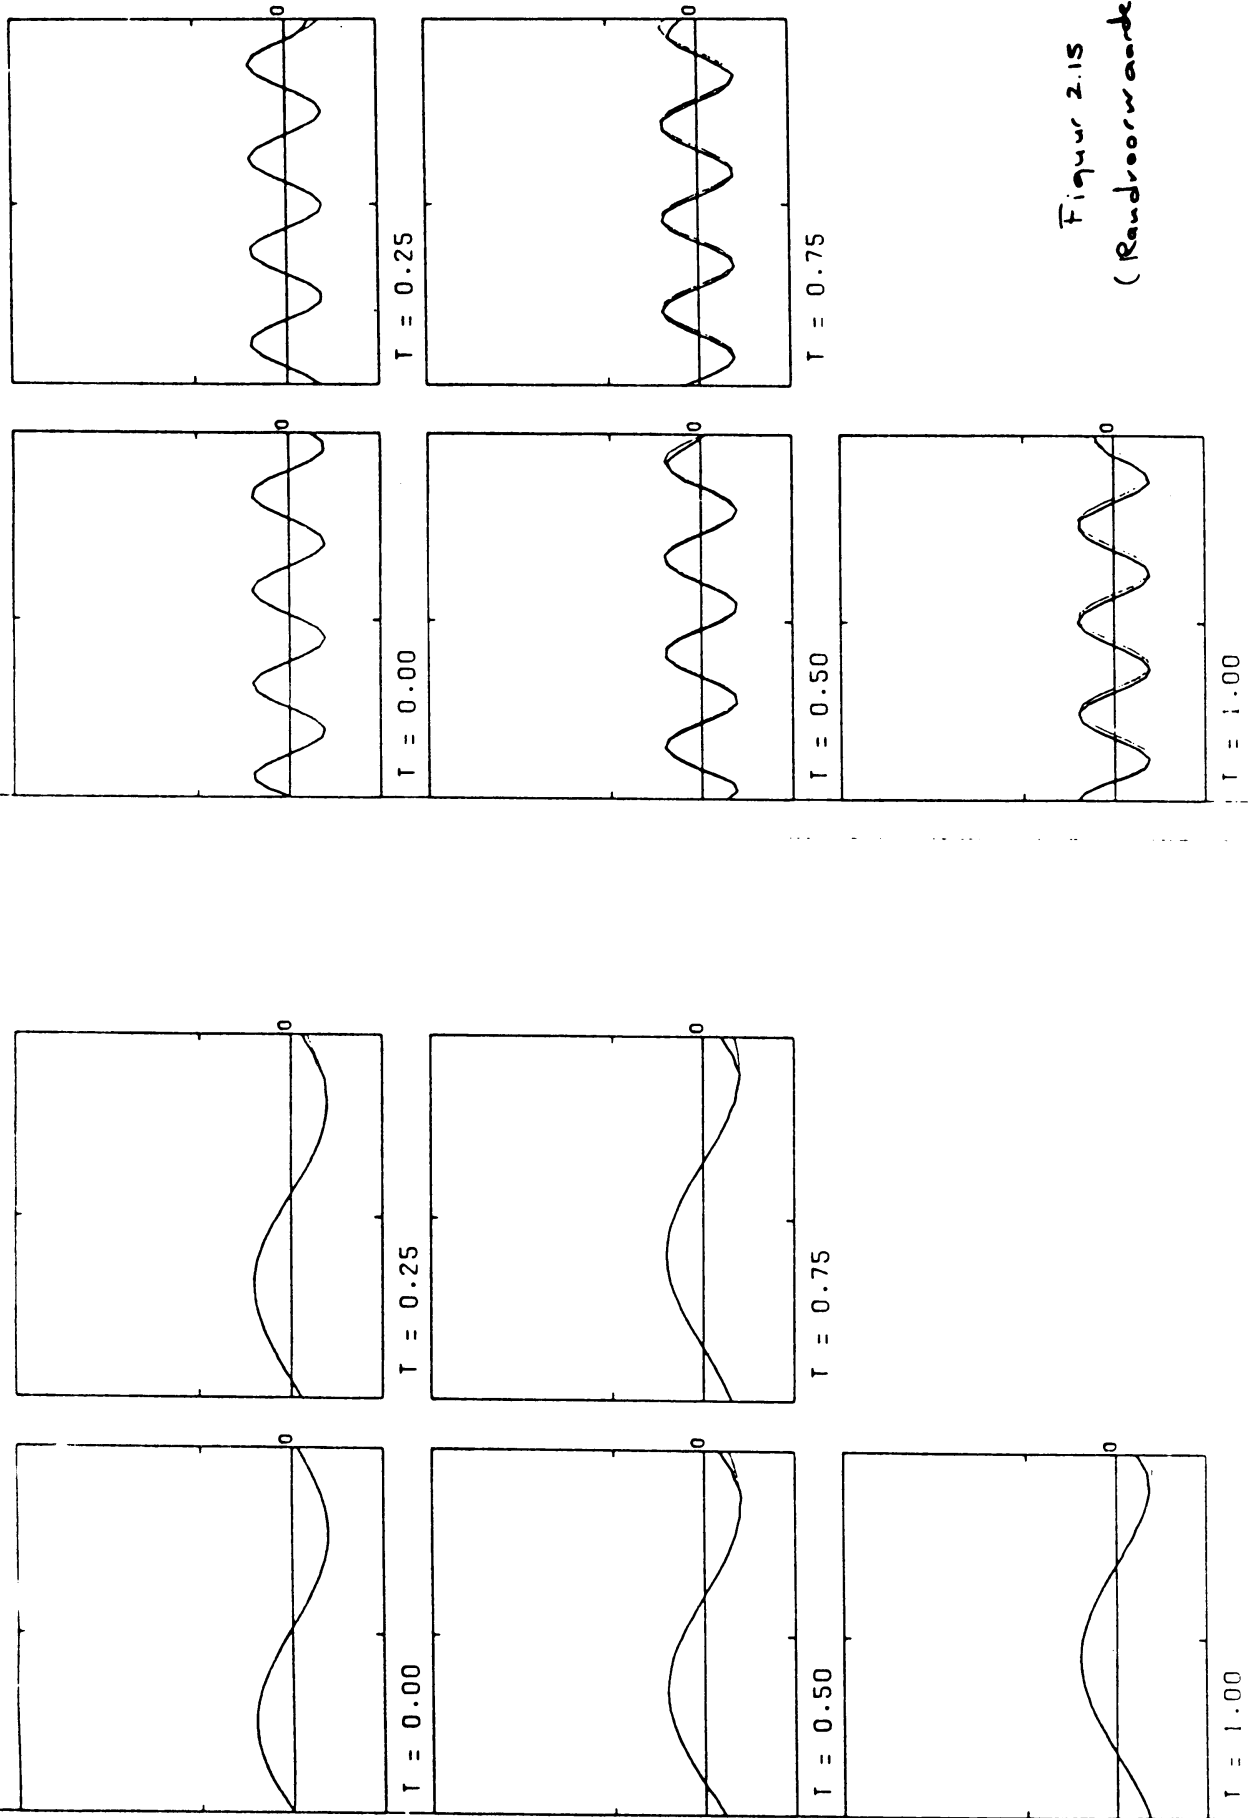 0
T = 0.00
0
T = 0.25
0
T = 0.50
0
T = 0.75
0
T = 1.00
0
T = 0.00
0
T = 0.25
0
T = 0.50
0
T = 0.75
0
T = 1.00
Figuur 2.15
(Randvoorwaarde